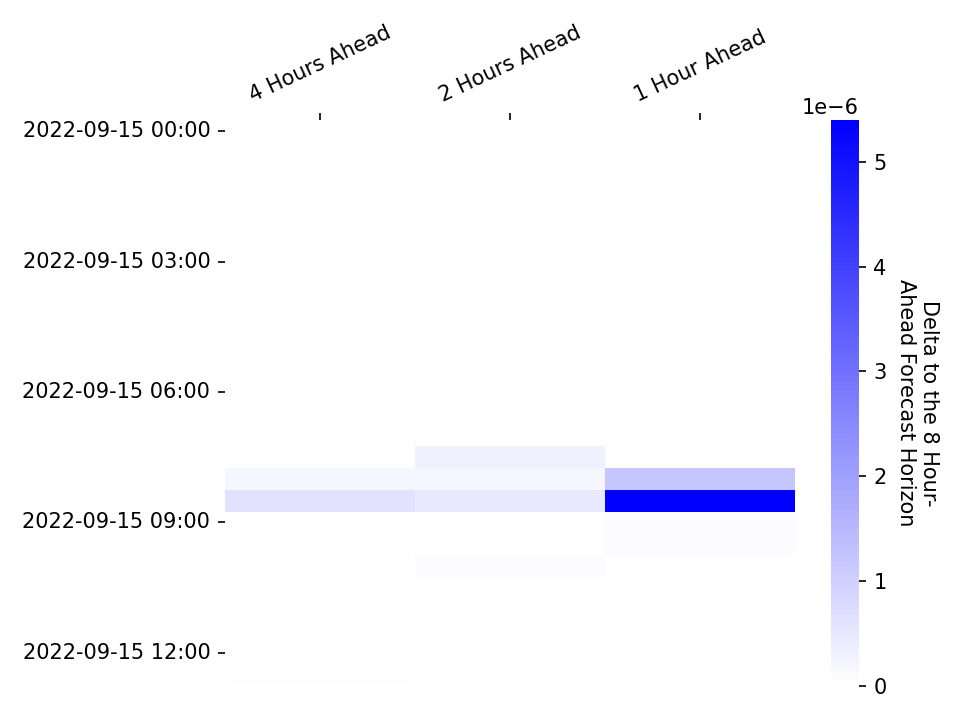 4 Hours Ahead
2 Hours Ahead
1 Hour Ahead
1e−6
2022-09-15 00:00
2022-09-15 03:00
2022-09-15 06:00
2022-09-15 09:00
2022-09-15 12:00
5
4
3
2
1
0
Delta to the 8 Hour-
Ahead Forecast Horizon